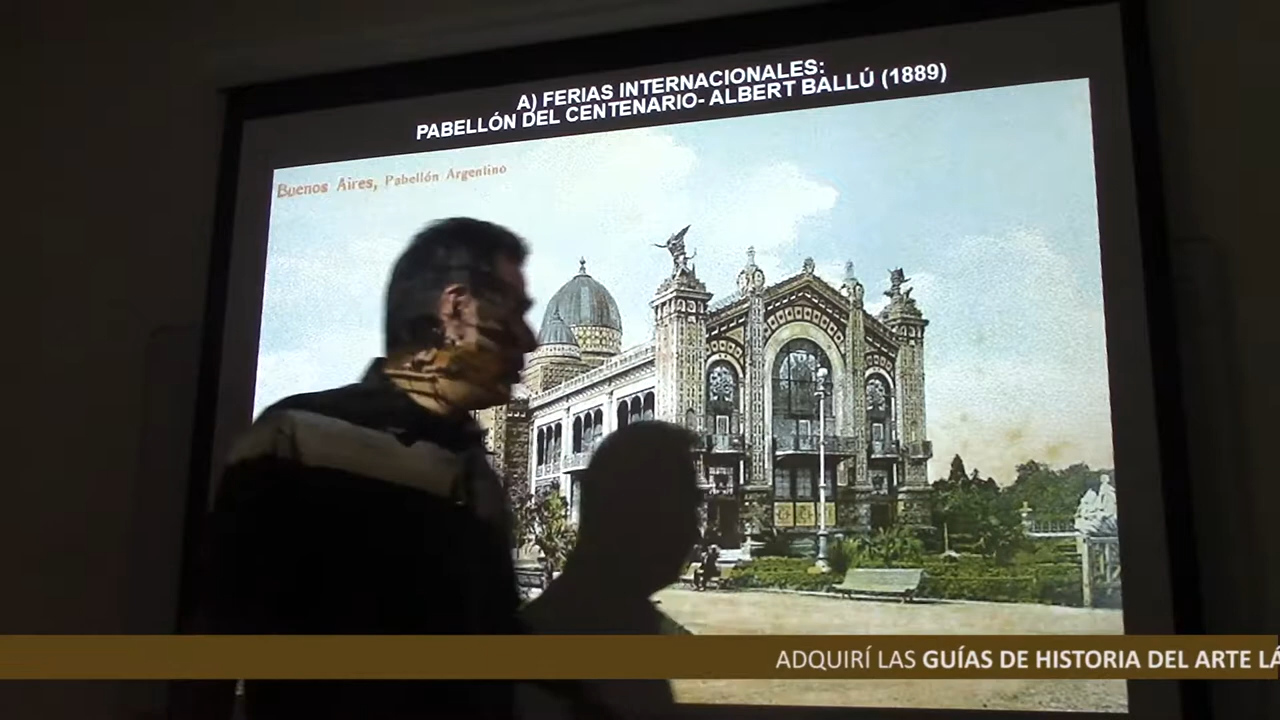 A) FERIAS INTERNACIONALES:
PABELLÓN DEL CENTENARIO- ALBERT BALLÚ (1889)
Buenos Aires, Pabellón Argentino
ADQUIRÍ LAS GUÍAS DE HISTORIA DEL ARTE LÁ